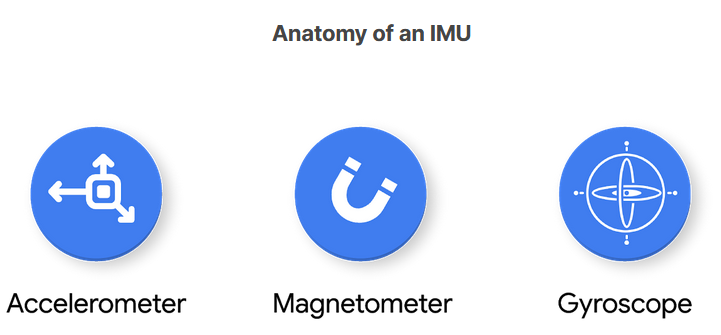 Anatomy of an IMU
Accelerometer
Magnetometer
Gyroscope